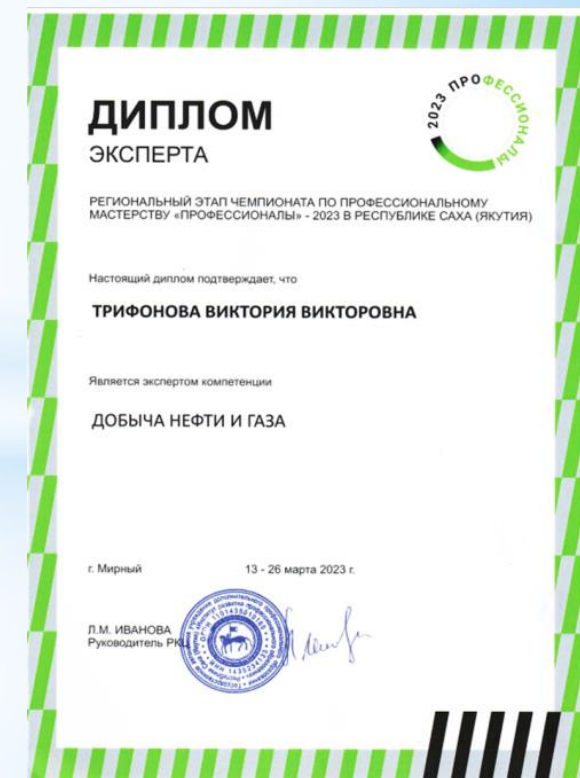 2023 ПРОФЕССИОНАЛЫ
ДИПЛОМ
ЭКСПЕРТА
РЕГИОНАЛЬНЫЙ ЭТАП ЧЕМПИОНАТА ПО ПРОФЕССИОНАЛЬНОМУ
МАСТЕРСТВУ «ПРОФЕССИОНАЛЫ» - 2023 В РЕСПУБЛИКЕ САХА (ЯКУТИЯ)
Настоящий диплом подтверждает, что
ТРИФОНОВА ВИКТОРИЯ ВИКТОРОВНА
Является экспертом компетенции
ДОБЫЧА НЕФТИ И ГАЗА
г. Мирный 13 - 26 марта 2023 г.
Л.М. ИВАНОВА
Руководитель РКЦ